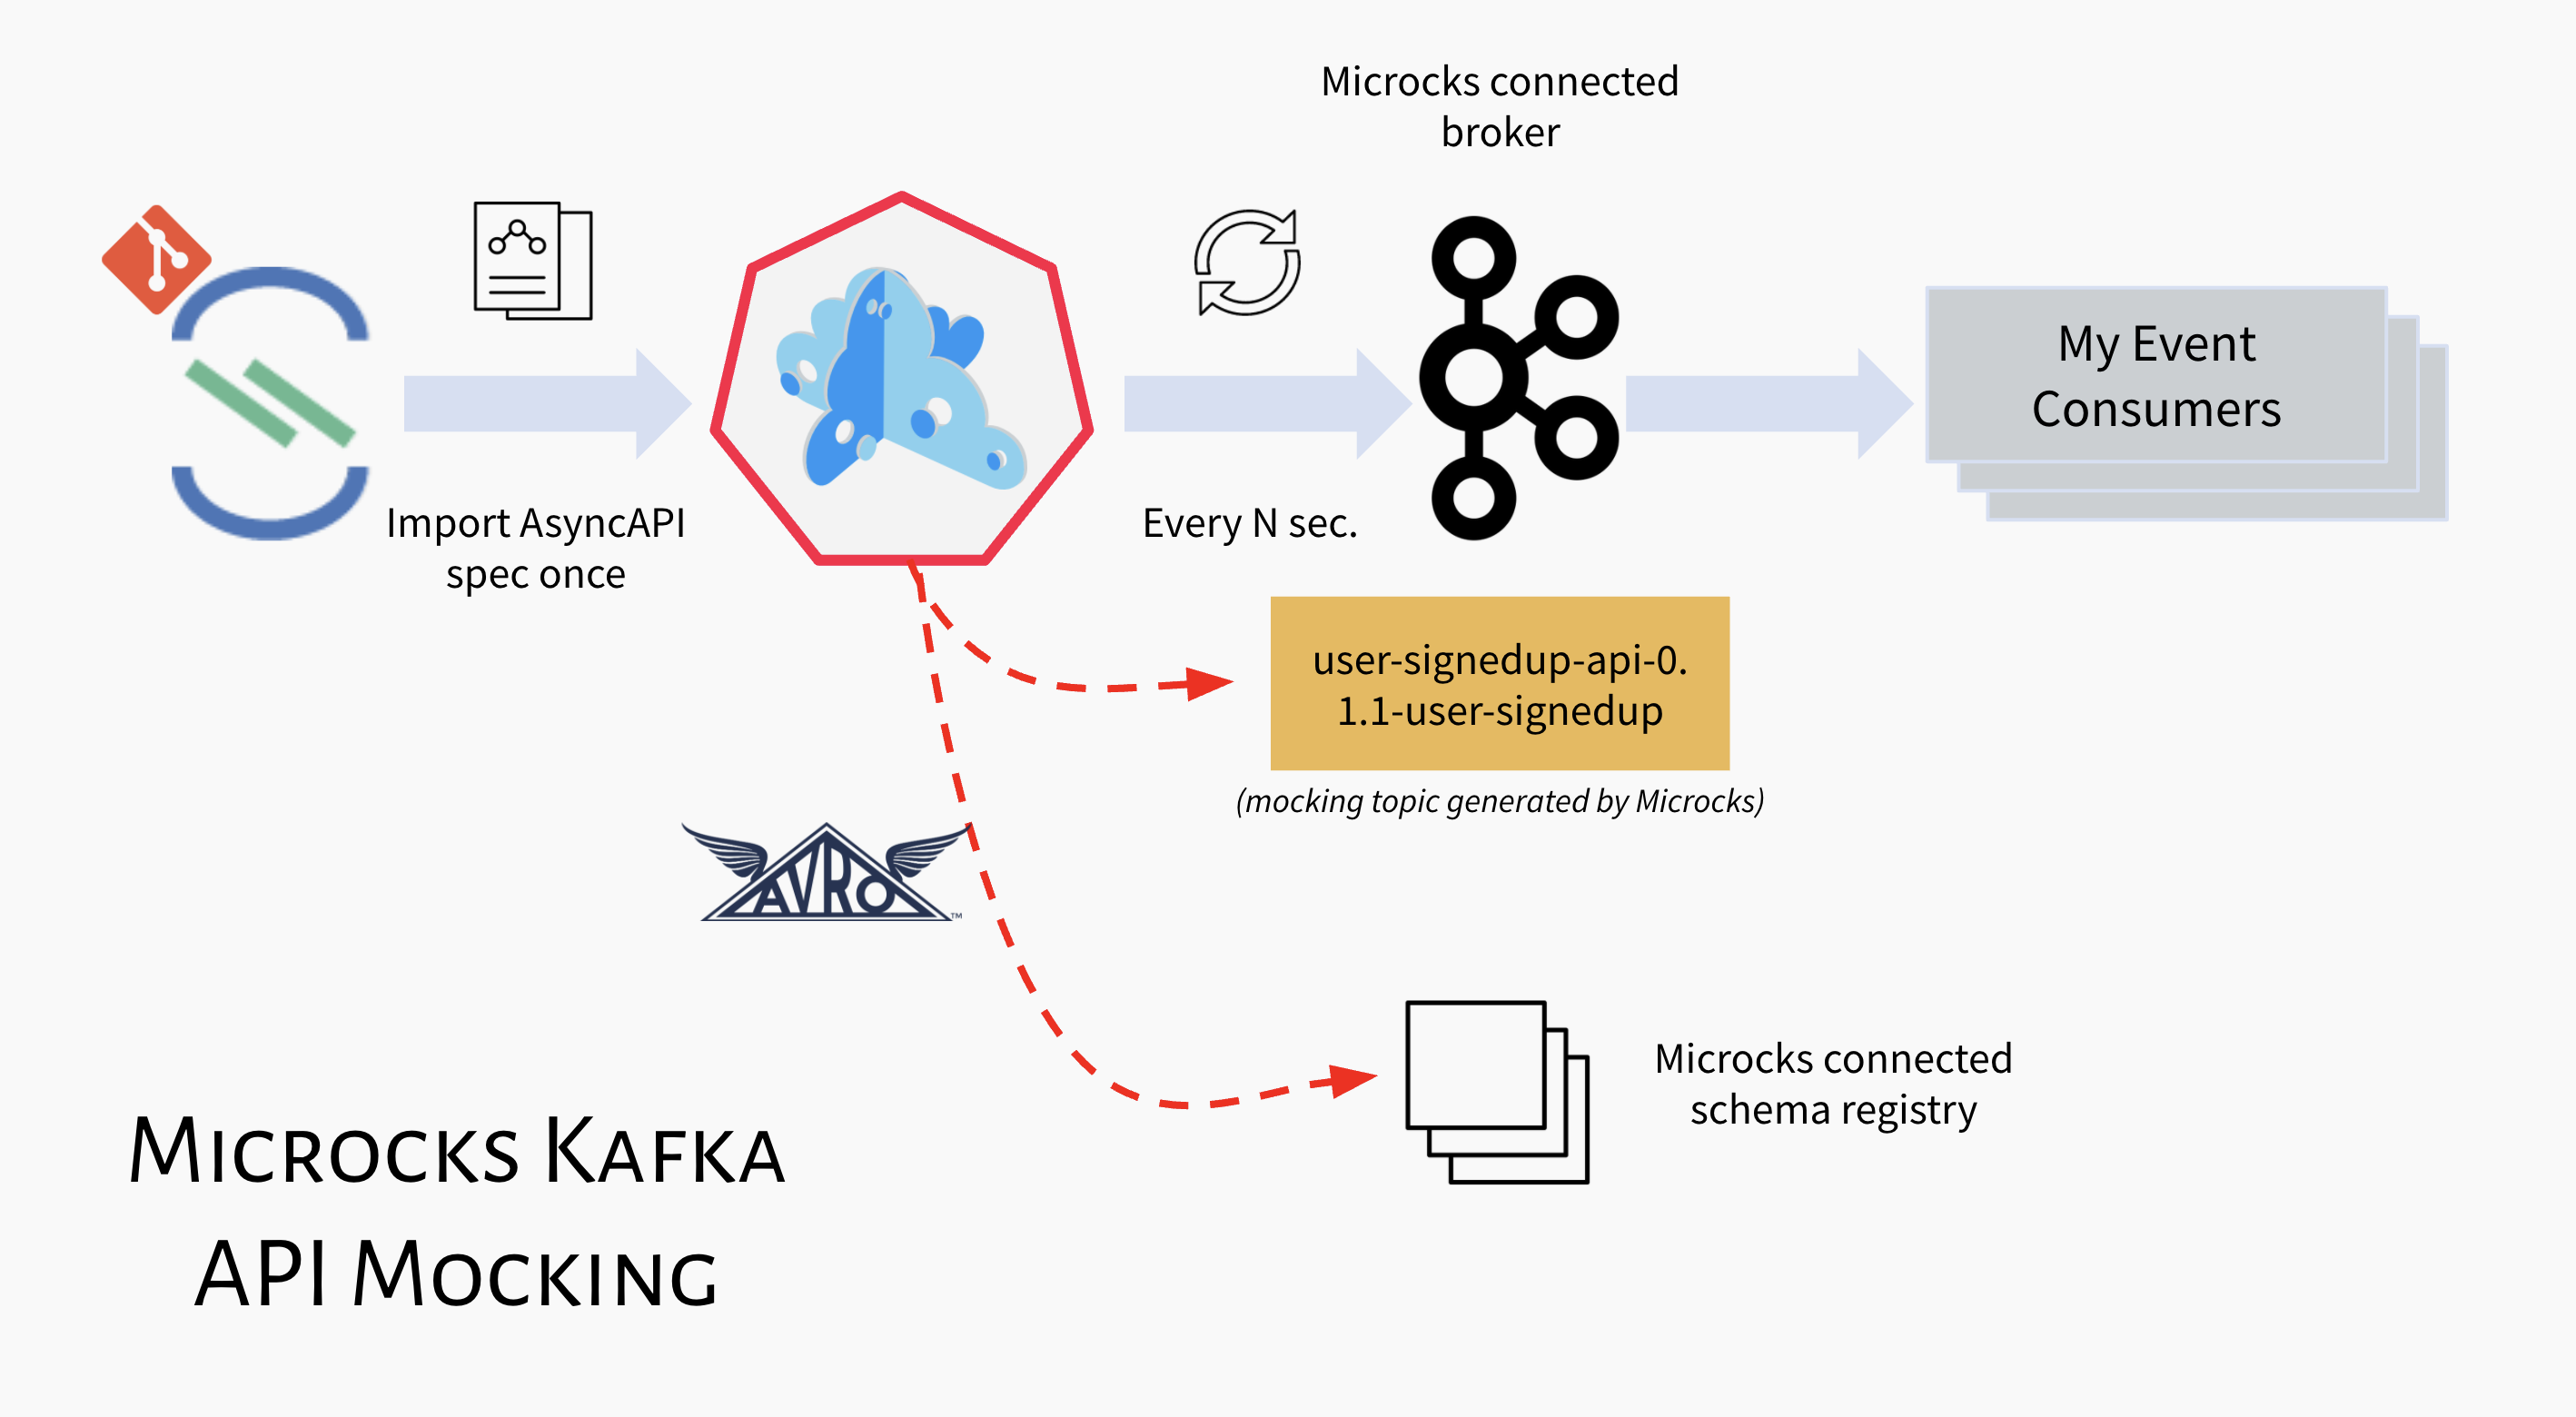 Microcks connected
broker
Import AsyncAPI
spec once
Every N sec.
My Event
Consumers
user-signedup-api-0.
1.1-user-signedup
(mocking topic generated by Microcks)
AVRO™
Microcks connected
schema registry
Microcks Kafka
API Mocking